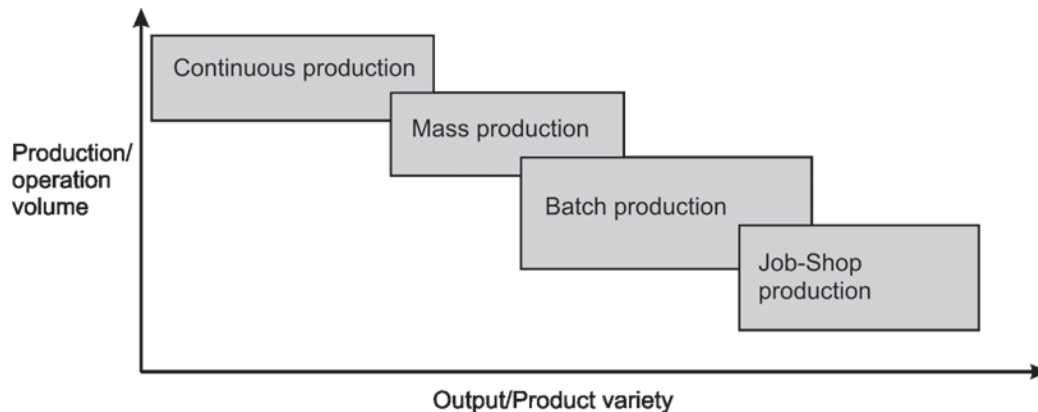 Continuous production
Mass production
Production/
operation
volume
Batch production
Job-Shop
production
Output/Product variety